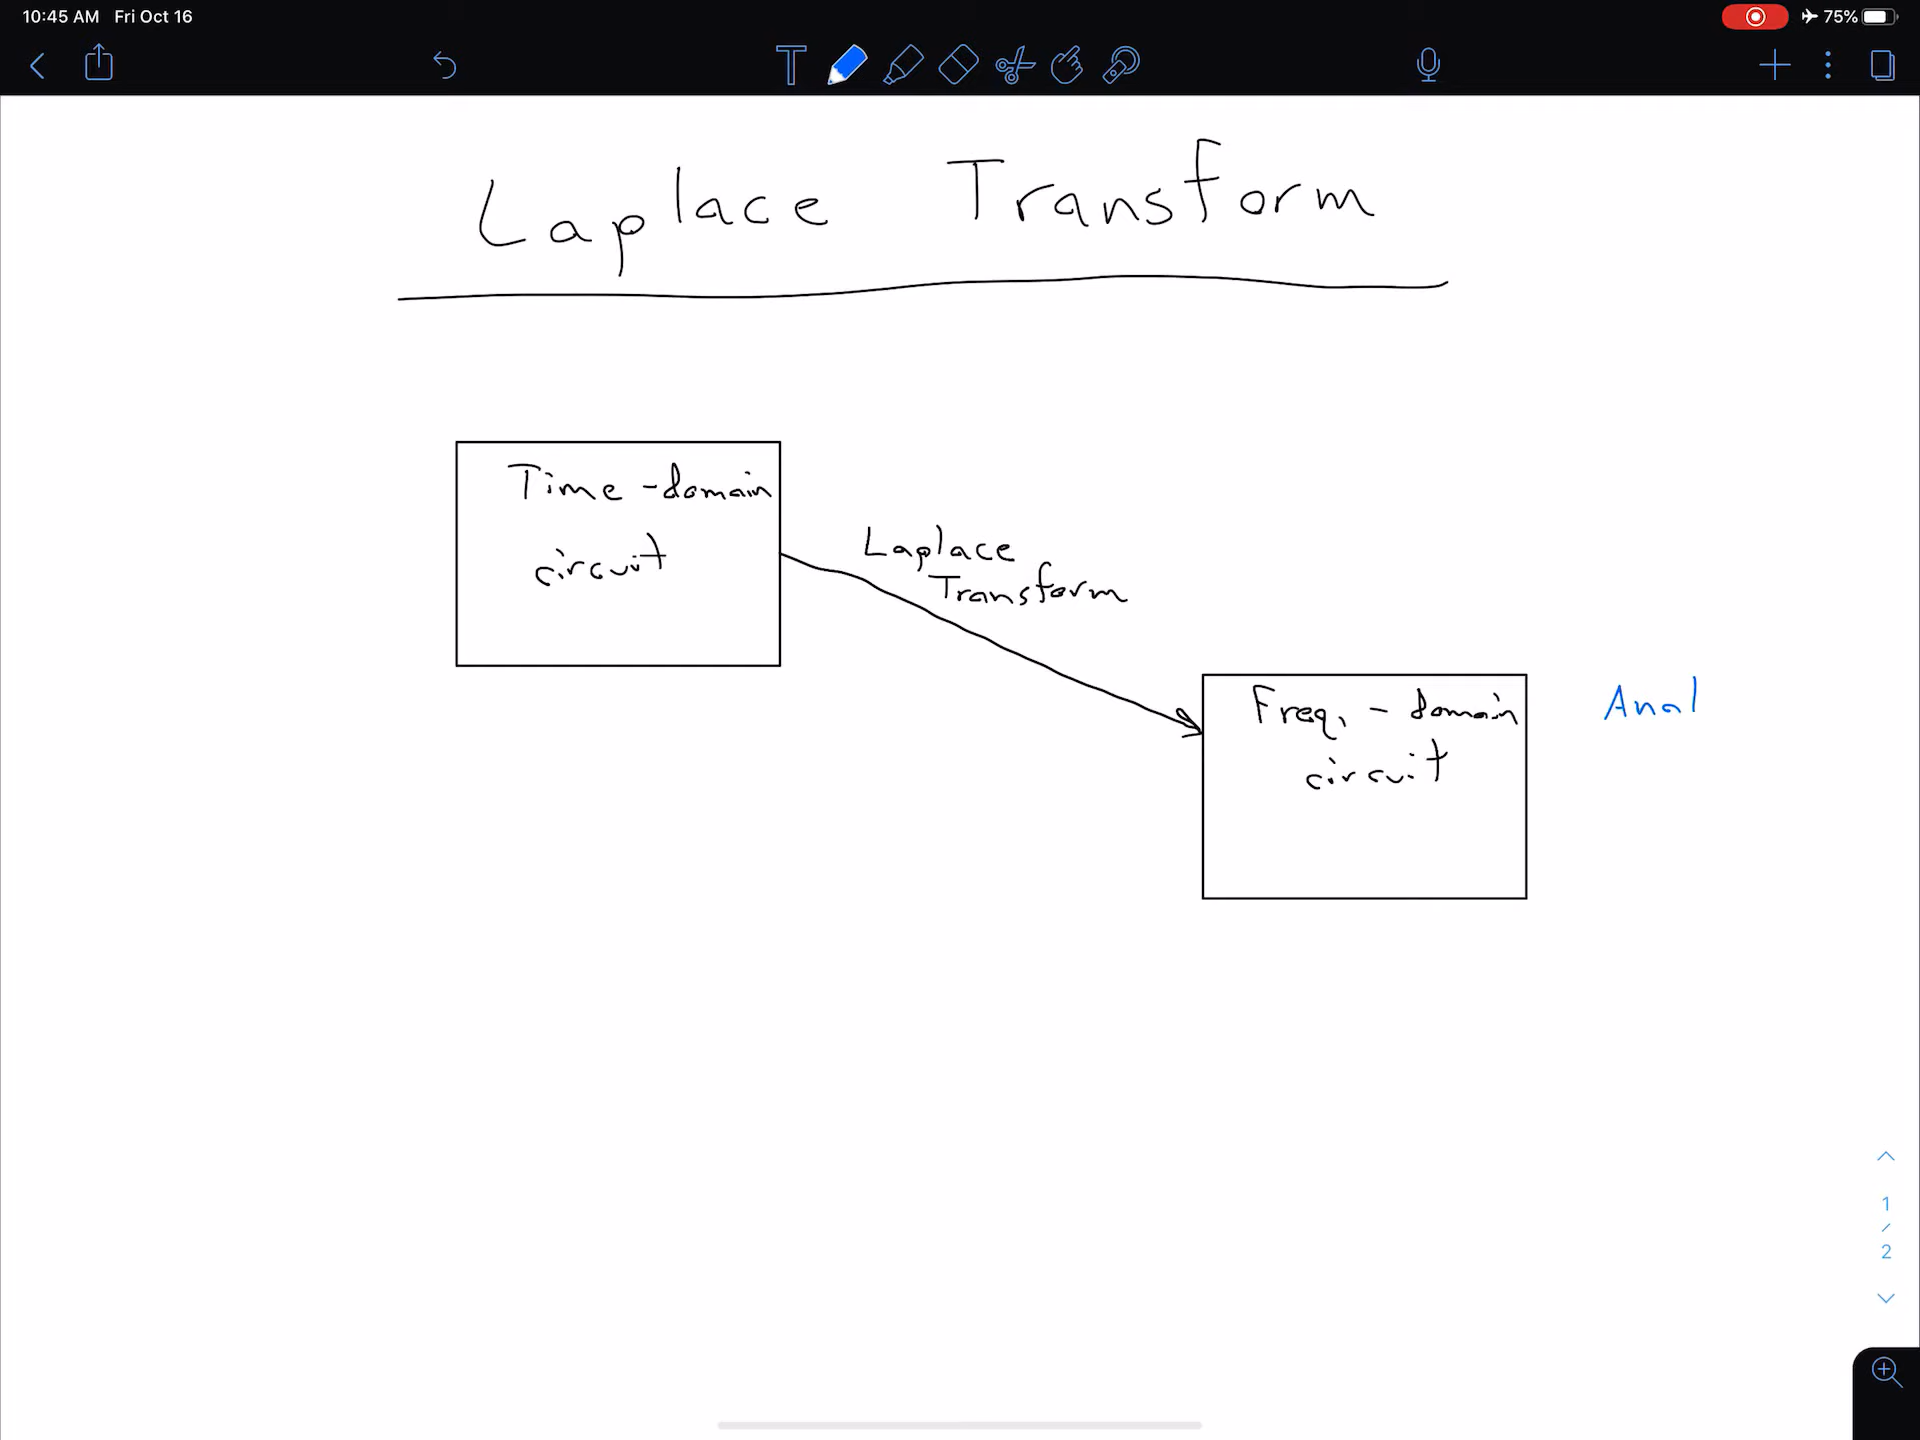 10:45 AM Fri Oct 16
75%
Laplace Transform
Time - domain
circuit
Laplace
Transform
Freq. - domain
circuit
Anal
1
/
2